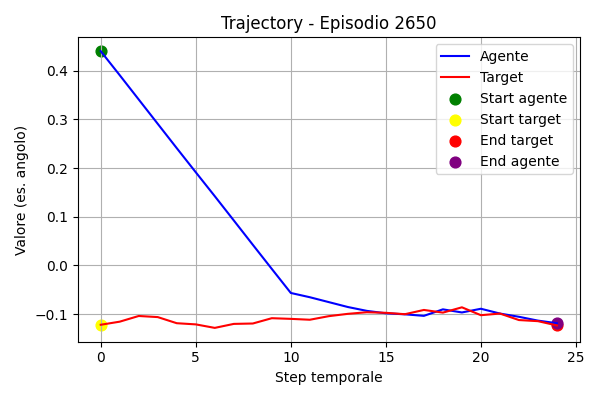 Trajectory - Episodio 2650
Valore (es. angolo)
0.4
0.3
0.2
0.1
0.0
−0.1
0
5
10
15
20
25
Step temporale
Agente
Target
Start agente
Start target
End target
End agente